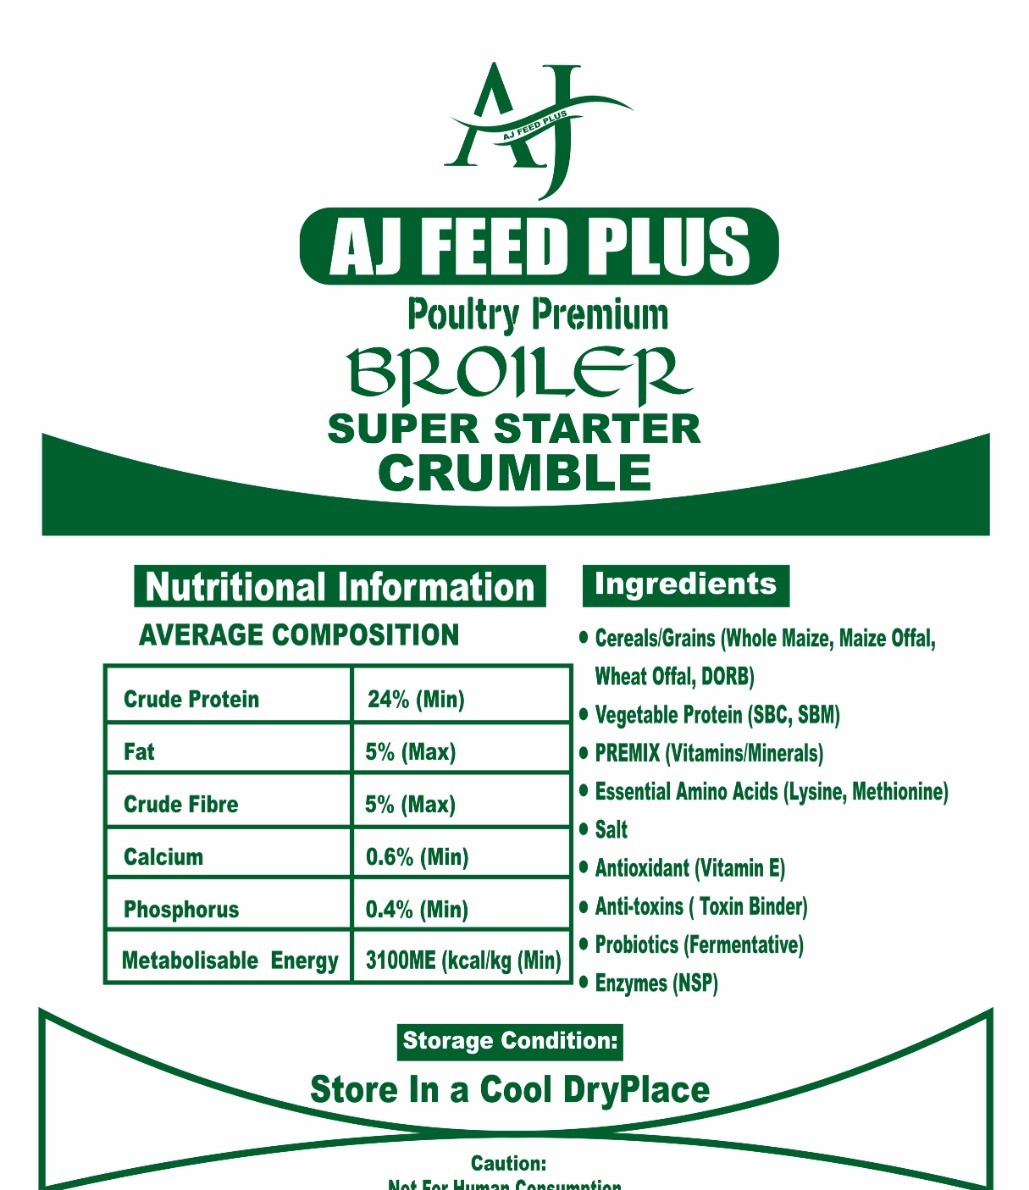 AJ
AJ FEED PLUS
AJ FEED PLUS
Poultry Premium
BROILER
SUPER STARTER
CRUMBLE
Nutritional Information
AVERAGE COMPOSITION
Crude Protein 24% (Min)
Fat 5% (Max)
Crude Fibre 5% (Max)
Calcium 0.6% (Min)
Phosphorus 0.4% (Min)
Metabolisable Energy 3100ME (kcal/kg (Min)
Ingredients
• Cereals/Grains (Whole Maize, Maize Offal,
Wheat Offal, DORB)
• Vegetable Protein (SBC, SBM)
• PREMIX (Vitamins/Minerals)
• Essential Amino Acids (Lysine, Methionine)
• Salt
• Antioxidant (Vitamin E)
• Anti-toxins ( Toxin Binder)
• Probiotics (Fermentative)
• Enzymes (NSP)
Storage Condition:
Store In a Cool DryPlace
Caution:
Not For Human Consumption